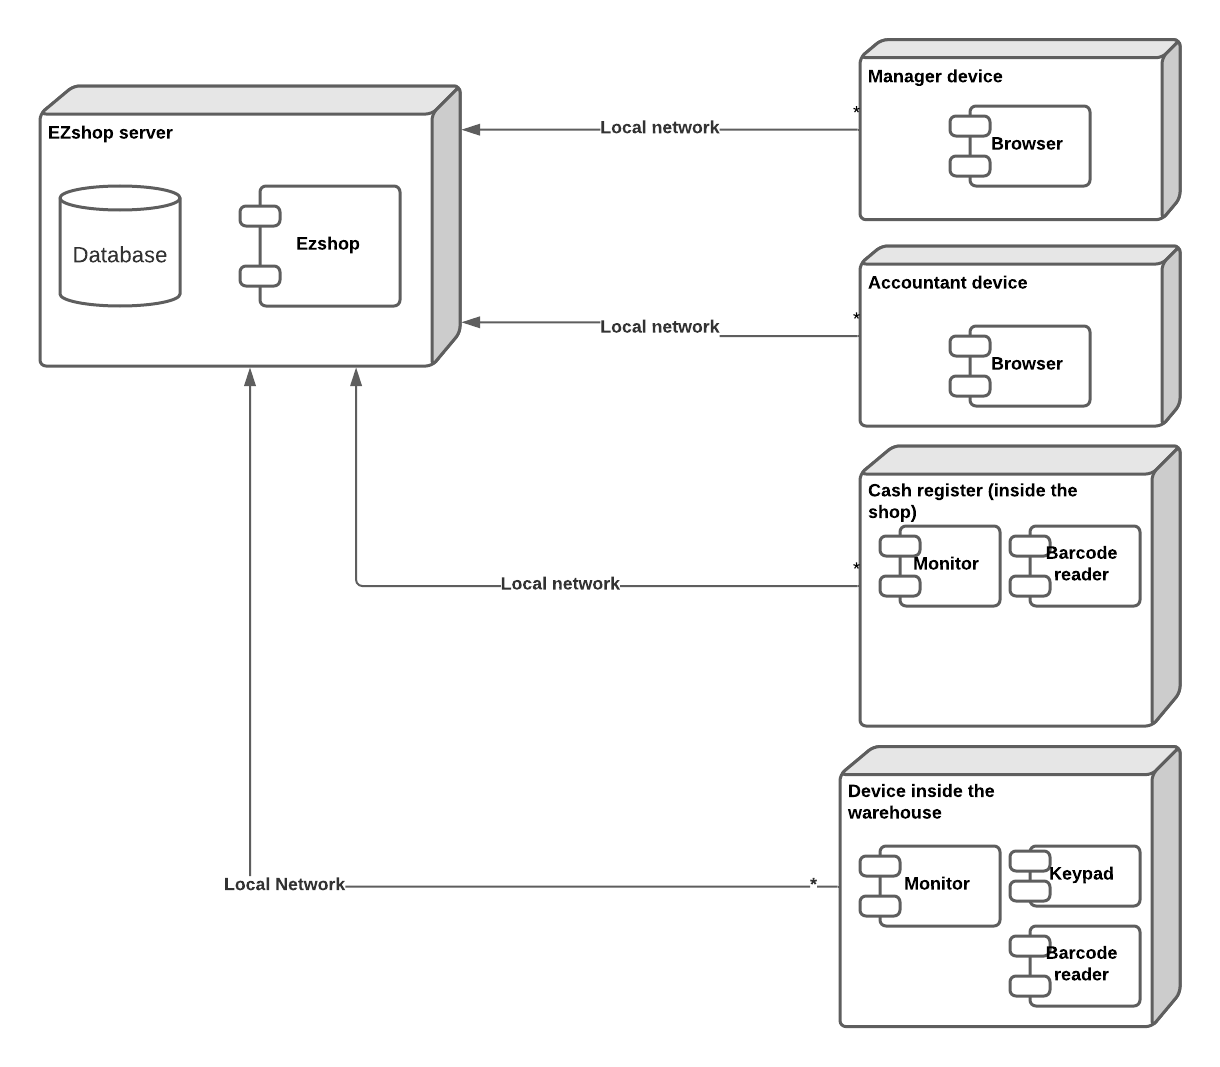 EZshop server
Database
Ezshop
Local network
*
Manager device
Browser
Local network
*
Accountant device
Browser
Local network
*
Cash register (inside the
shop)
Monitor
Barcode
reader
Local Network
*
Device inside the
warehouse
Monitor
Keypad
Barcode
reader